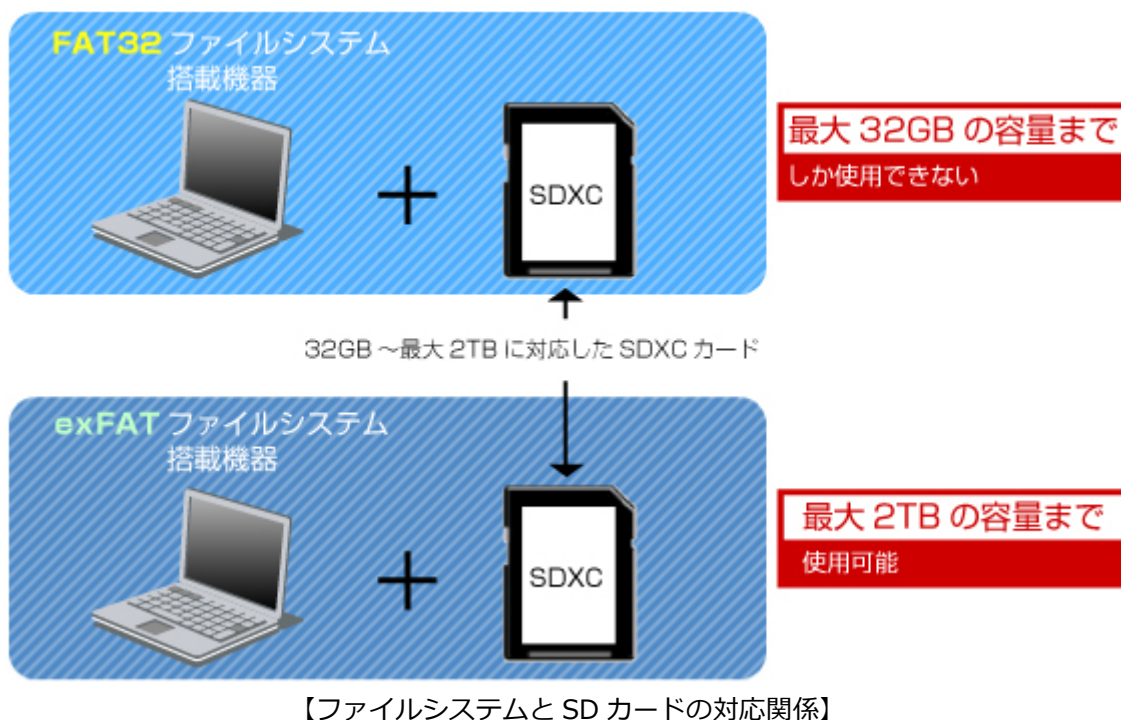 FAT32 ファイルシステム
搭載機器
SDXC
最大 32GB の容量まで
しか使用できない
32GB ~最大 2TB に対応した SDXC カード
exFAT ファイルシステム
搭載機器
SDXC
最大 2TB の容量まで
使用可能
【ファイルシステムと SD カードの対応関係】